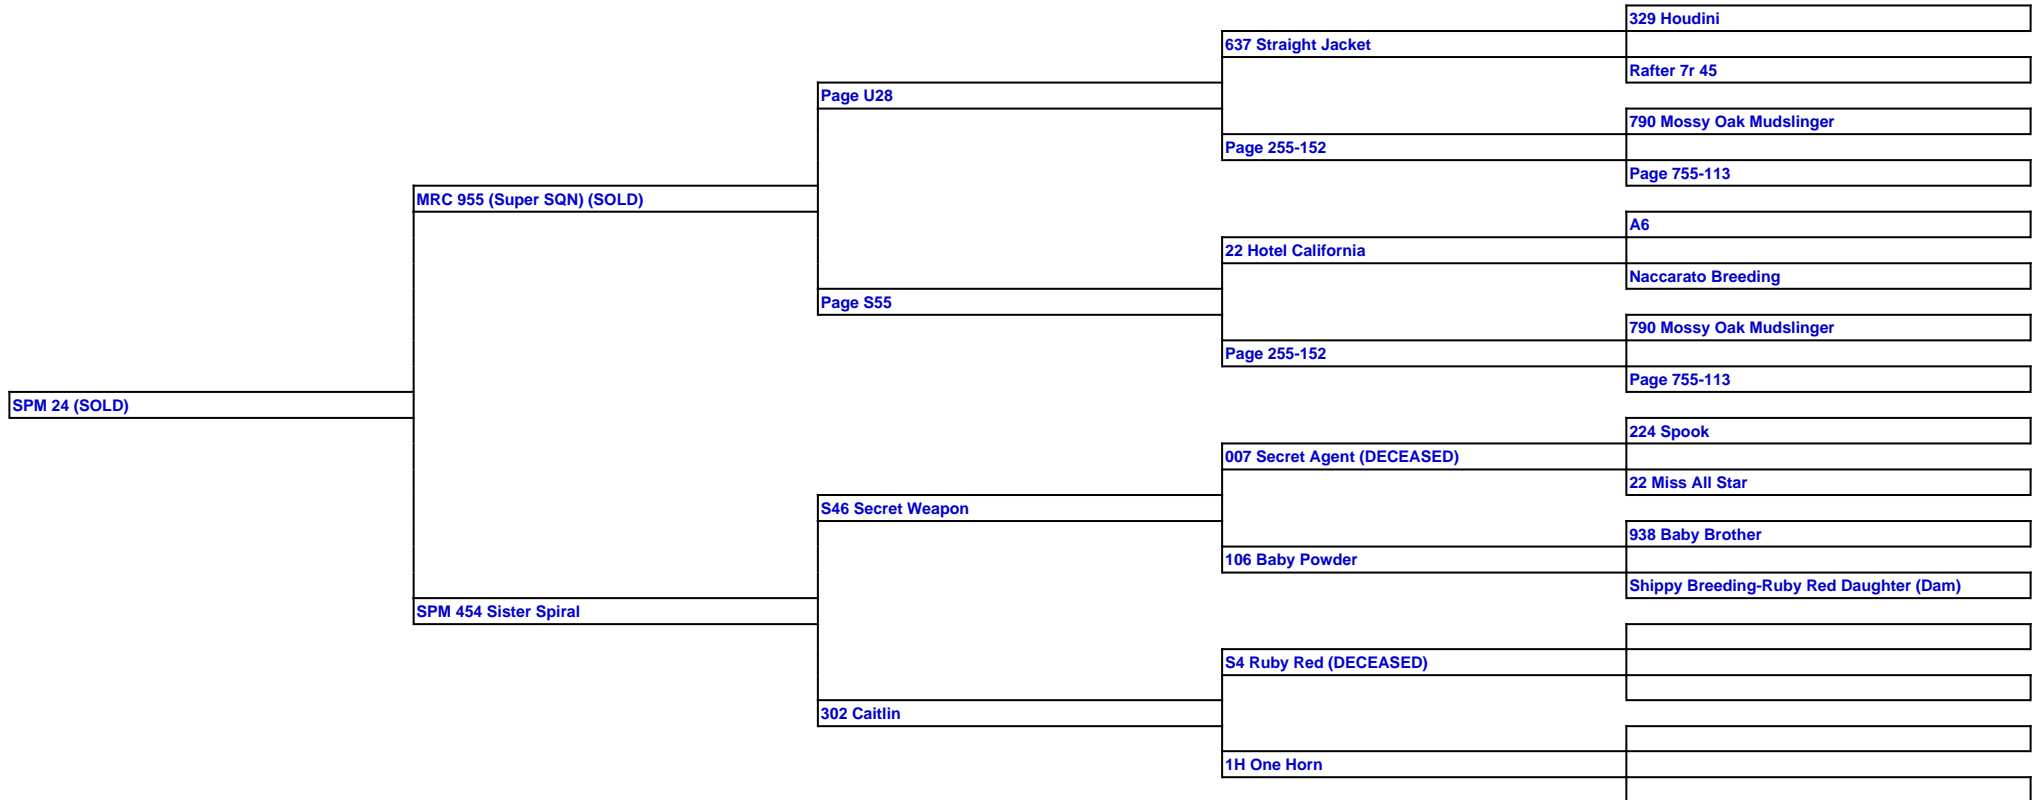 329 Houdini
637 Straight Jacket
Rafter 7r 45
Page U28
790 Mossy Oak Mudslinger
Page 255-152
Page 755-113
MRC 955 (Super SQN) (SOLD)
A6
22 Hotel California
Naccarato Breeding
Page S55
790 Mossy Oak Mudslinger
Page 255-152
Page 755-113
SPM 24 (SOLD)
224 Spook
007 Secret Agent (DECEASED)
22 Miss All Star
S46 Secret Weapon
938 Baby Brother
106 Baby Powder
Shippy Breeding-Ruby Red Daughter (Dam)
SPM 454 Sister Spiral
S4 Ruby Red (DECEASED)
302 Caitlin
1H One Horn